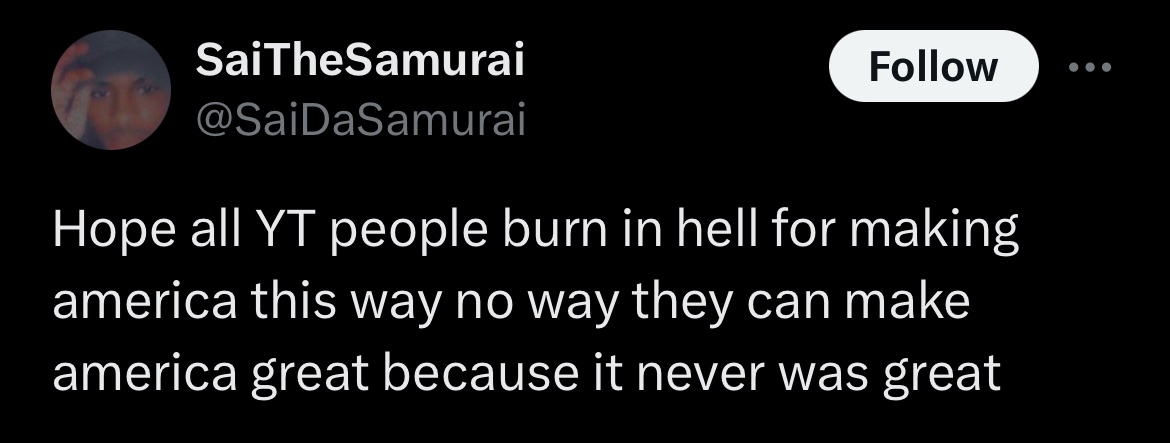 SaiTheSamurai
Follow
@SaiDaSamurai
Hope all YT people burn in hell for making
america this way no way they can make
america great because it never was great